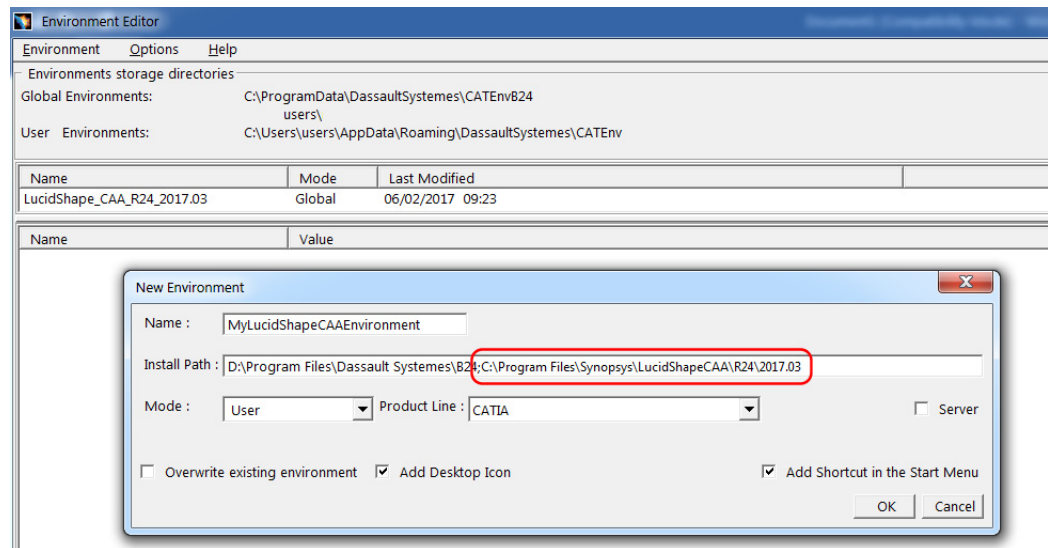 Environment Editor
Environment Options Help
Environments storage directories
Global Environments: C:\ProgramData\DassaultSystemes\CATEnvB24
users\
User Environments: C:\Users\users\AppData\Roaming\DassaultSystemes\CATEnv
Name Mode Last Modified
LucidShape_CAA_R24_2017.03 Global 06/02/2017 09:23
Name Value
New Environment
Name : MyLucidShapeCAAEnvironment
Install Path : D:\Program Files\Dassault Systemes\B24;C:\Program Files\Synopsys\LucidShapeCAA\R24\2017.03
Mode : User Product Line : CATIA Server
Overwrite existing environment Add Desktop Icon Add Shortcut in the Start Menu
OK Cancel